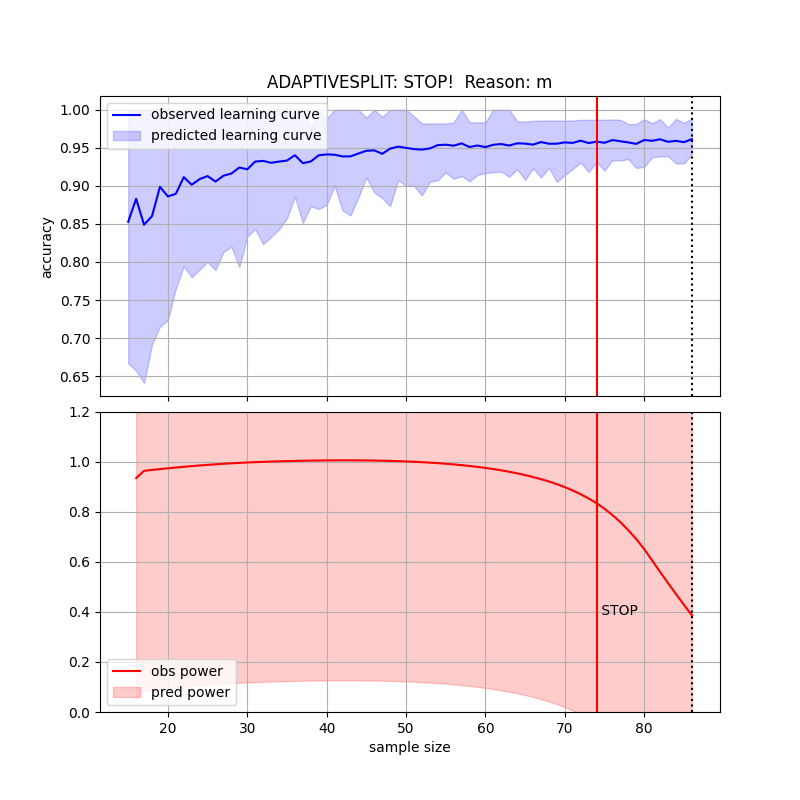 ADAPTIVESPLIT: STOP!  Reason: m
observed learning curve
predicted learning curve
accuracy
1.00
0.95
0.90
0.85
0.80
0.75
0.70
0.65
1.2
1.0
0.8
0.6
0.4
0.2
0.0
STOP
obs power
pred power
20 30 40 50 60 70 80
sample size